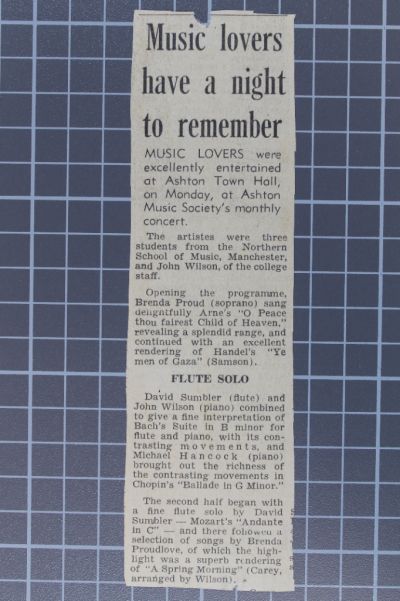 Music lovers
have a night
to remember
MUSIC LOVERS were
excellently entertained
at Ashton Town Hall,
on Monday, at Ashton
Music Society's monthly
concert.
The artistes were three
students from the Northern
School of Music, Manchester,
and John Wilson, of the college
staff.
Opening the programme,
Brenda Proud (soprano) sang
delightfully Arne's "O Peace
thou fairest Child of Heaven,"
revealing a splendid range, and
continued with an excellent
rendering of Handel's "Ye
men of Gaza" (Samson).
FLUTE SOLO
David Sumbler (flute) and
John Wilson (piano) combined
to give a fine interpretation of
Bach's Suite in B minor for
flute and piano, with its con-
trasting movements, and
Michael Hancock (piano)
brought out the richness of
the contrasting movements in
Chopin's "Ballade in G Minor."
The second half began with
a fine flute solo by David
Sumbler — Mozart's "Andante
in C" — and there followed a
selection of songs by Brenda
Proudlove, of which the high-
light was a superb rendering
of "A Spring Morning" (Carey,
arranged by Wilson).